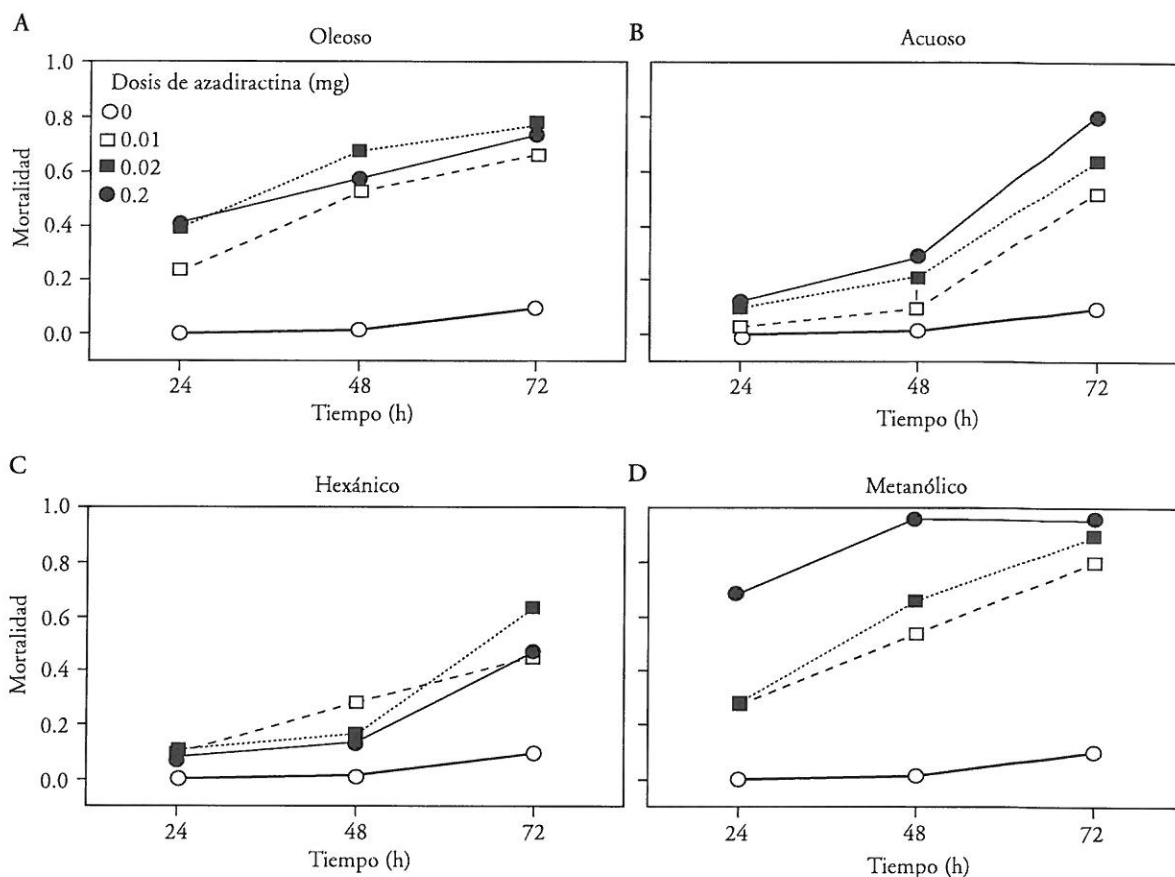 A
Oleoso
Mortalidad
1.0
0.8
0.6
0.4
0.2
0.0
Dosis de azadiractina (mg)
0
0.01
0.02
0.2
24 48 72
Tiempo (h)
B
Acuoso
24 48 72
Tiempo (h)
C
Hexánico
Mortalidad
1.0
0.8
0.6
0.4
0.2
0.0
24 48 72
Tiempo (h)
D
Metanólico
24 48 72
Tiempo (h)